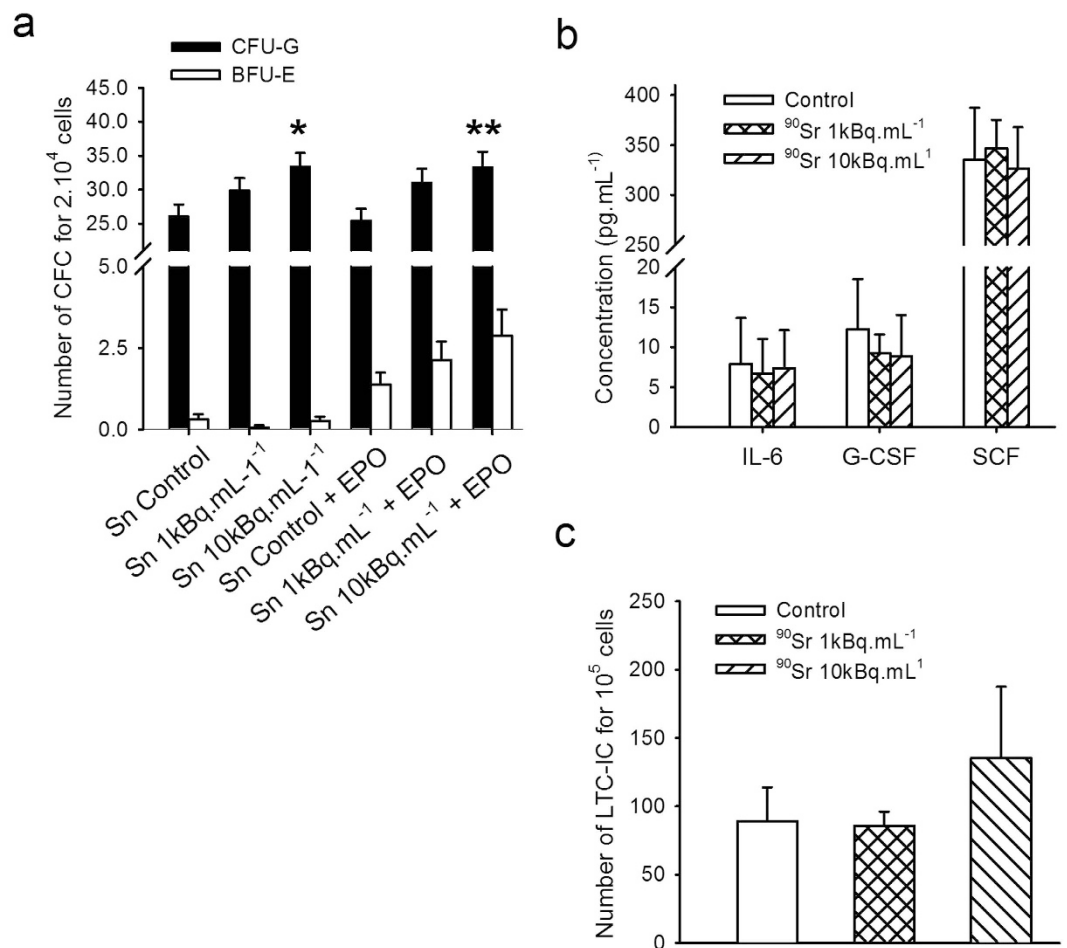 a
CFU-G
BFU-E
45.0
40.0
35.0
30.0
25.0
5.0
2.5
0.0
Number of CFC for 2.10⁴ cells
*
**
Sn Control
Sn 1kBq.mL-1⁻¹
Sn 10kBq.mL-1⁻¹
Sn Control + EPO
Sn 1kBq.mL⁻¹ + EPO
Sn 10kBq.mL⁻¹ + EPO
b
Control
⁹⁰Sr 1kBq.mL⁻¹
⁹⁰Sr 10kBq.mL¹
400
350
300
250
20
15
10
5
0
Concentration (pg.mL⁻¹)
IL-6 G-CSF SCF
c
Control
⁹⁰Sr 1kBq.mL⁻¹
⁹⁰Sr 10kBq.mL¹
250
200
150
100
50
0
Number of LTC-IC for 10⁵ cells